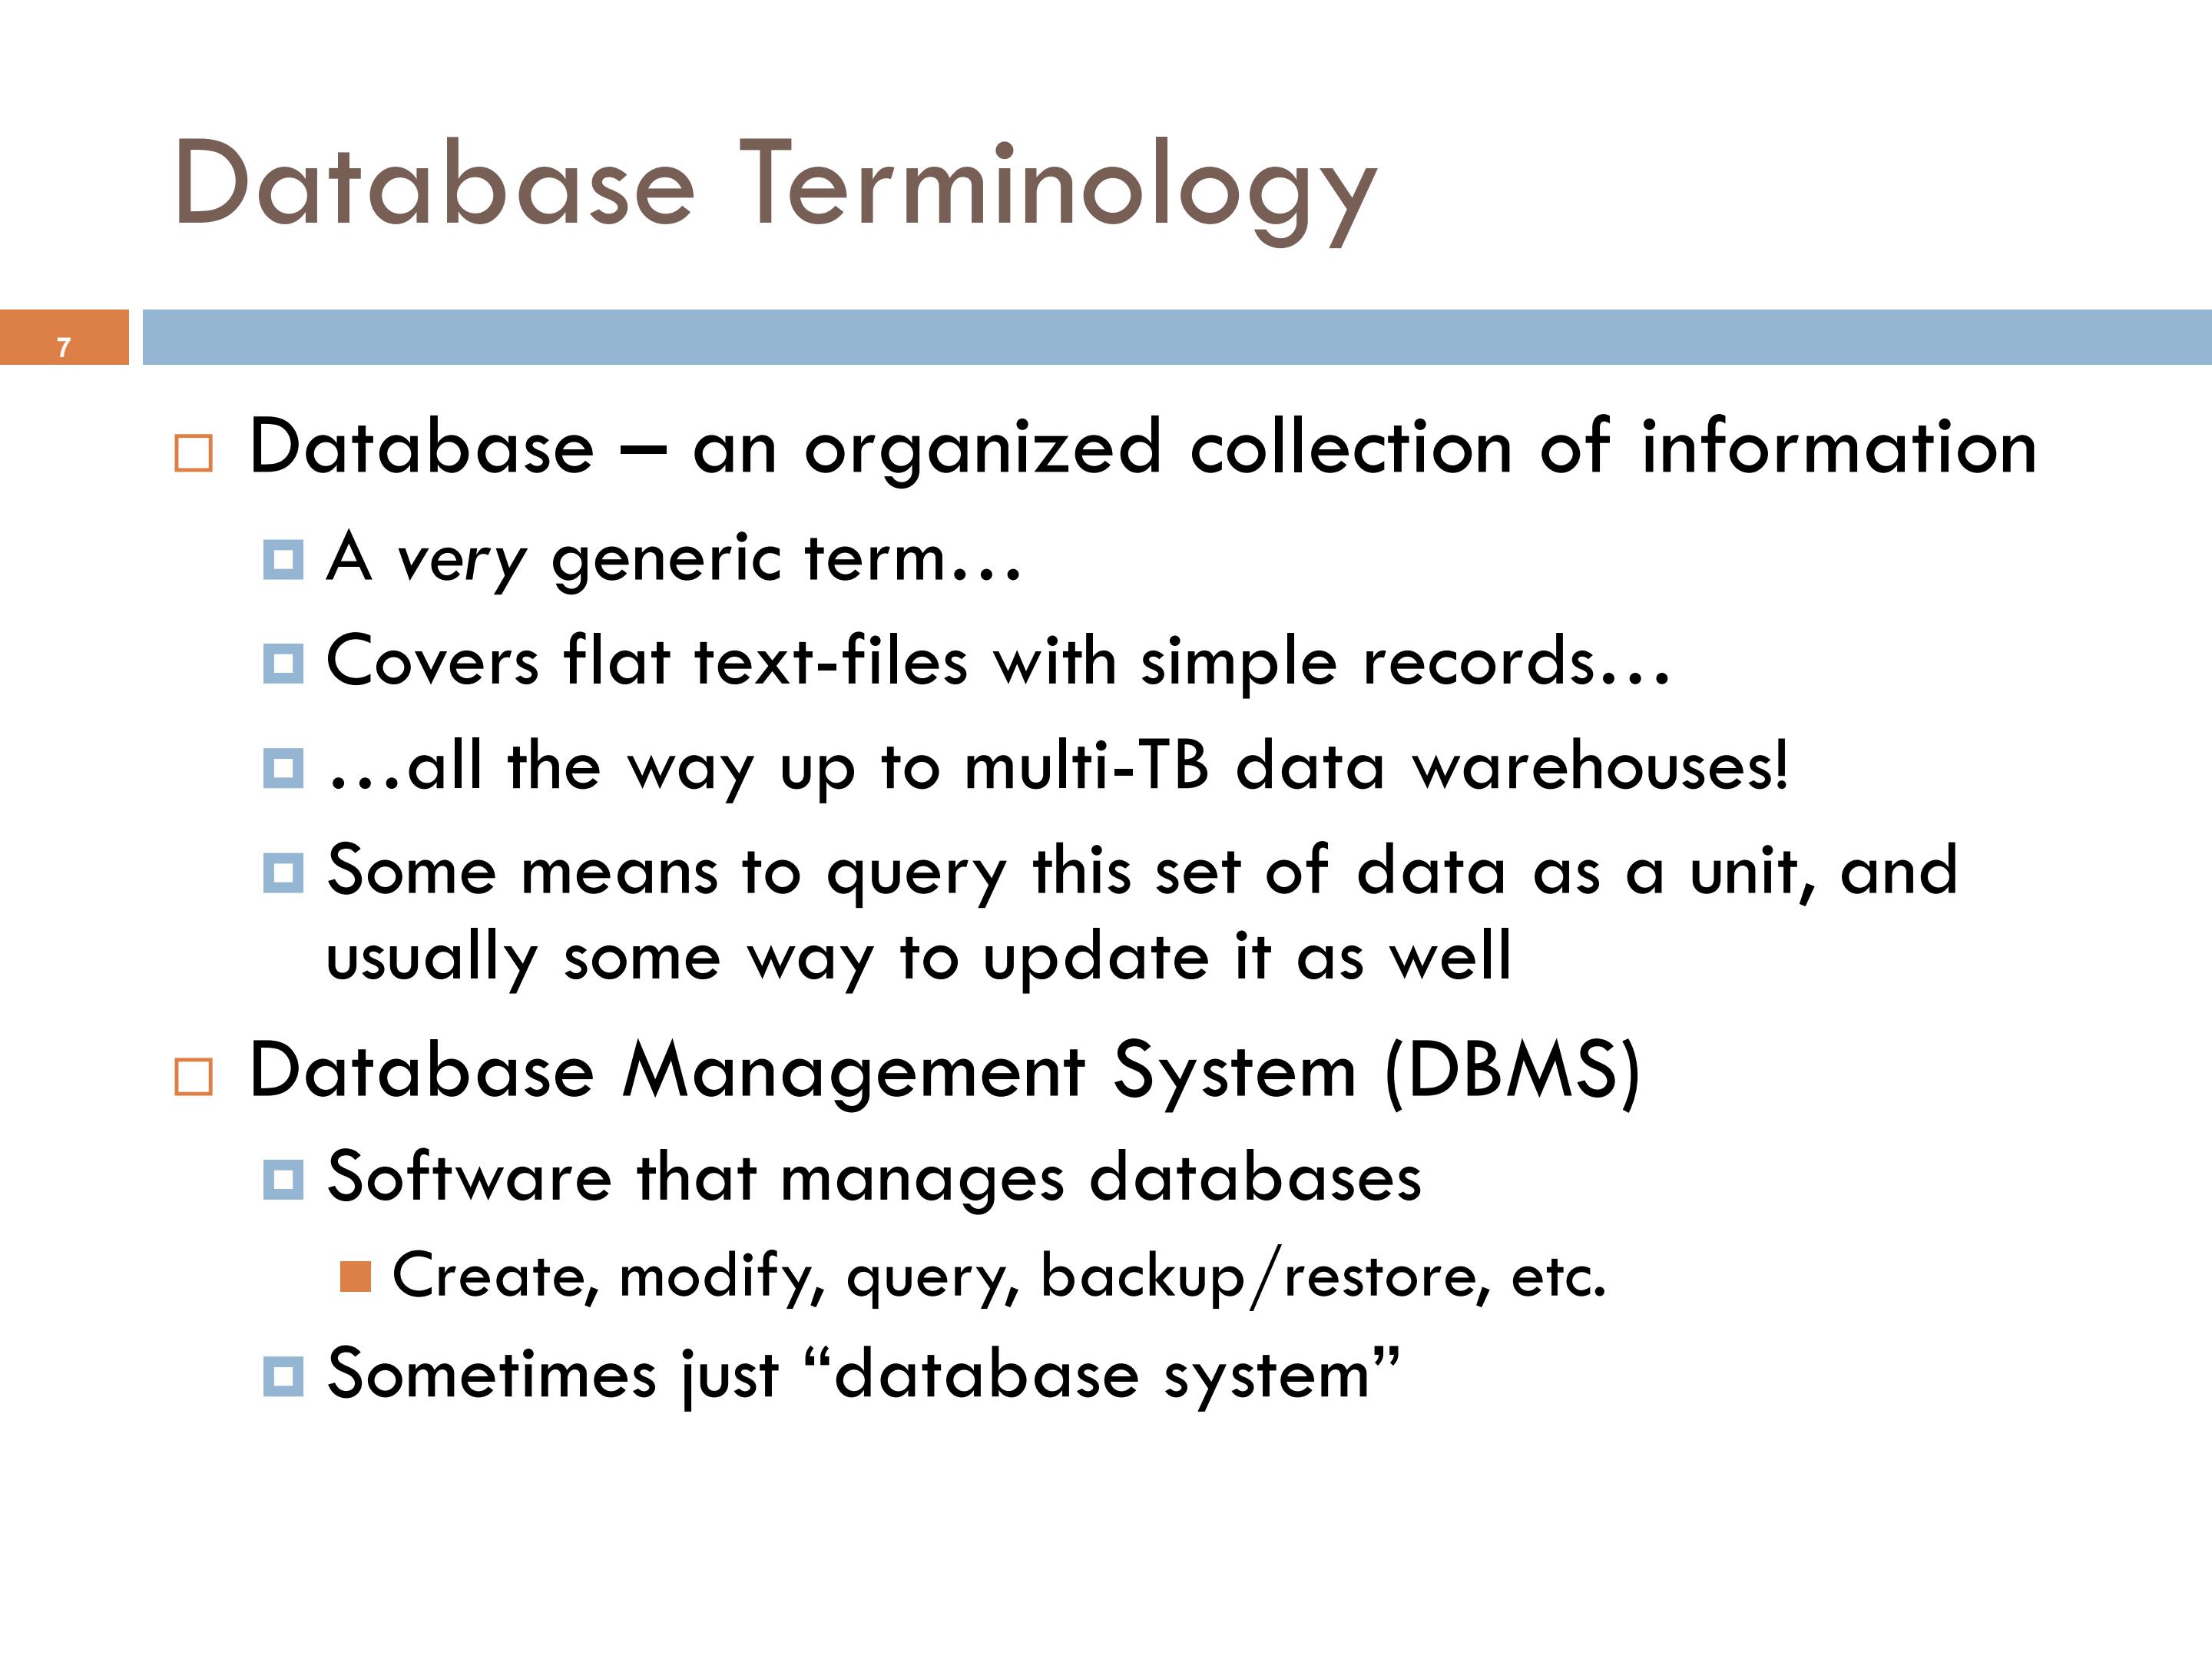 Database Terminology
7
Database – an organized collection of information
A very generic term…
Covers flat text-files with simple records…
…all the way up to multi-TB data warehouses!
Some means to query this set of data as a unit, and
usually some way to update it as well
Database Management System (DBMS)
Software that manages databases
Create, modify, query, backup/restore, etc.
Sometimes just “database system”